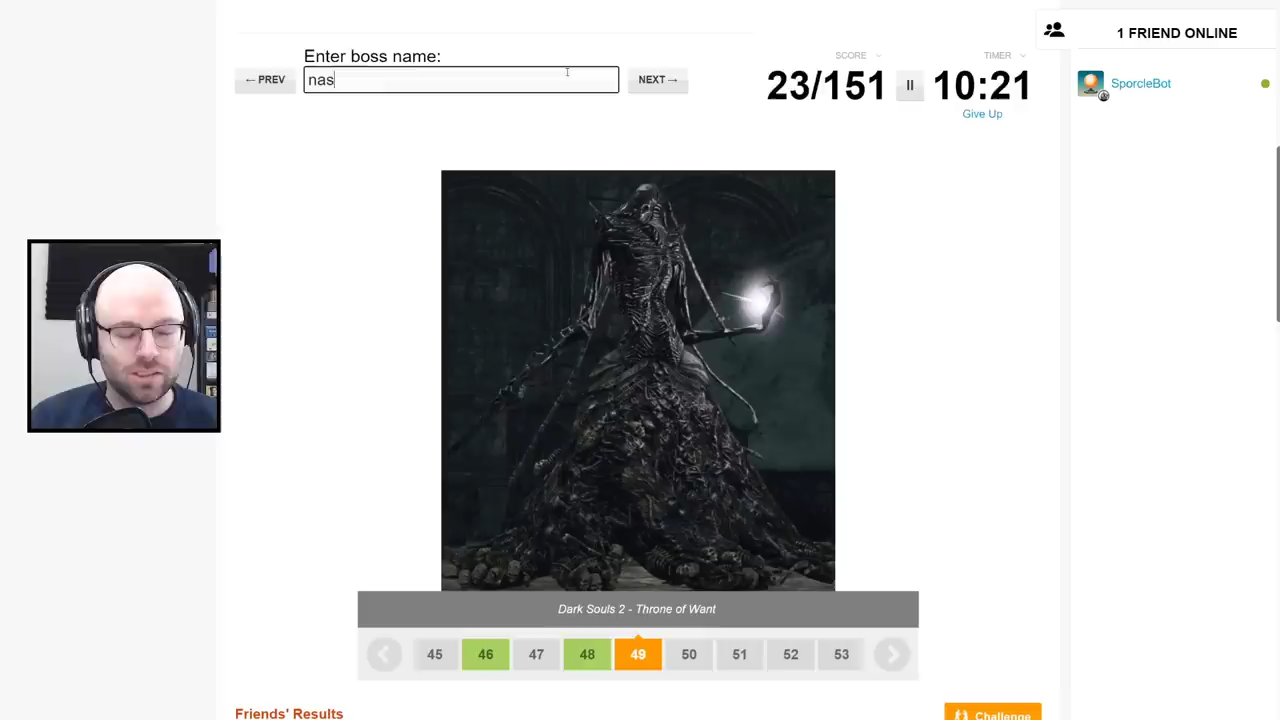 1 FRIEND ONLINE
SporcleBot
Enter boss name:
← PREV
nas
NEXT →
SCORE
23/151
TIMER
10:21
Give Up
Dark Souls 2 - Throne of Want
45 46 47 48 49 50 51 52 53
Friends' Results
Challenge